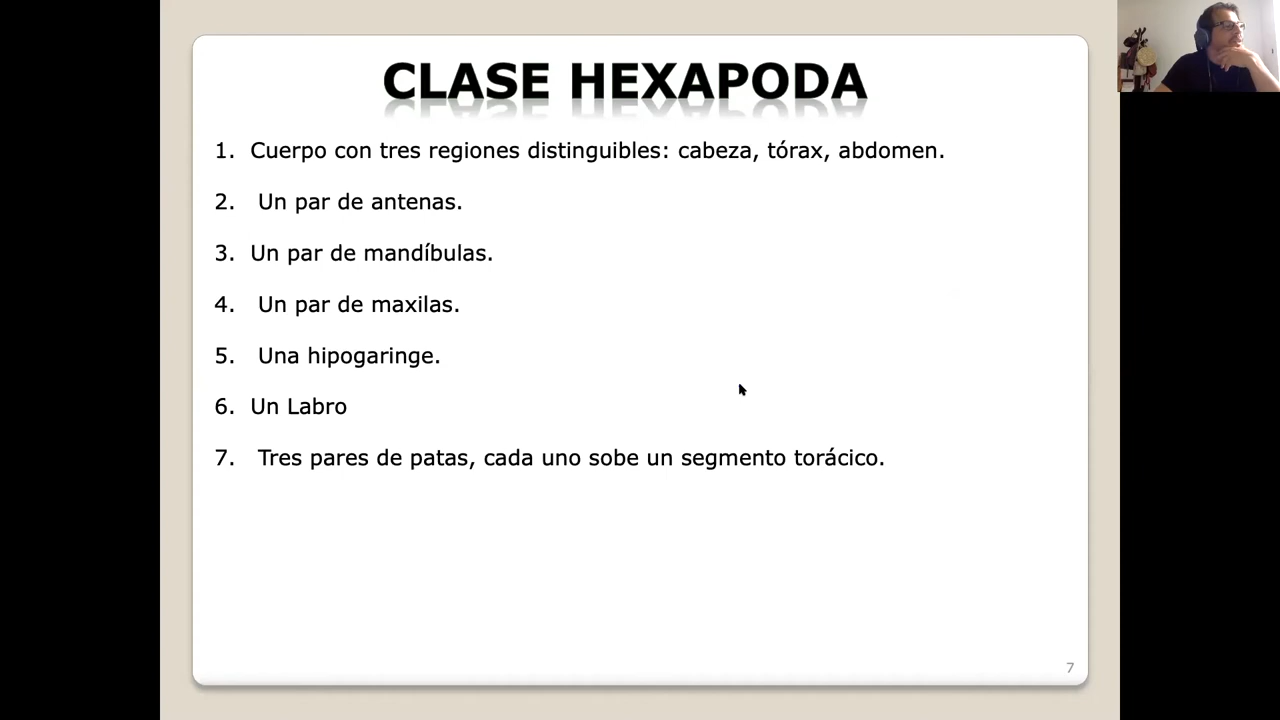 CLASE HEXAPODA
1. Cuerpo con tres regiones distinguibles: cabeza, tórax, abdomen.
2. Un par de antenas.
3. Un par de mandíbulas.
4. Un par de maxilas.
5. Una hipogaringe.
6. Un Labro
7. Tres pares de patas, cada uno sobe un segmento torácico.
7